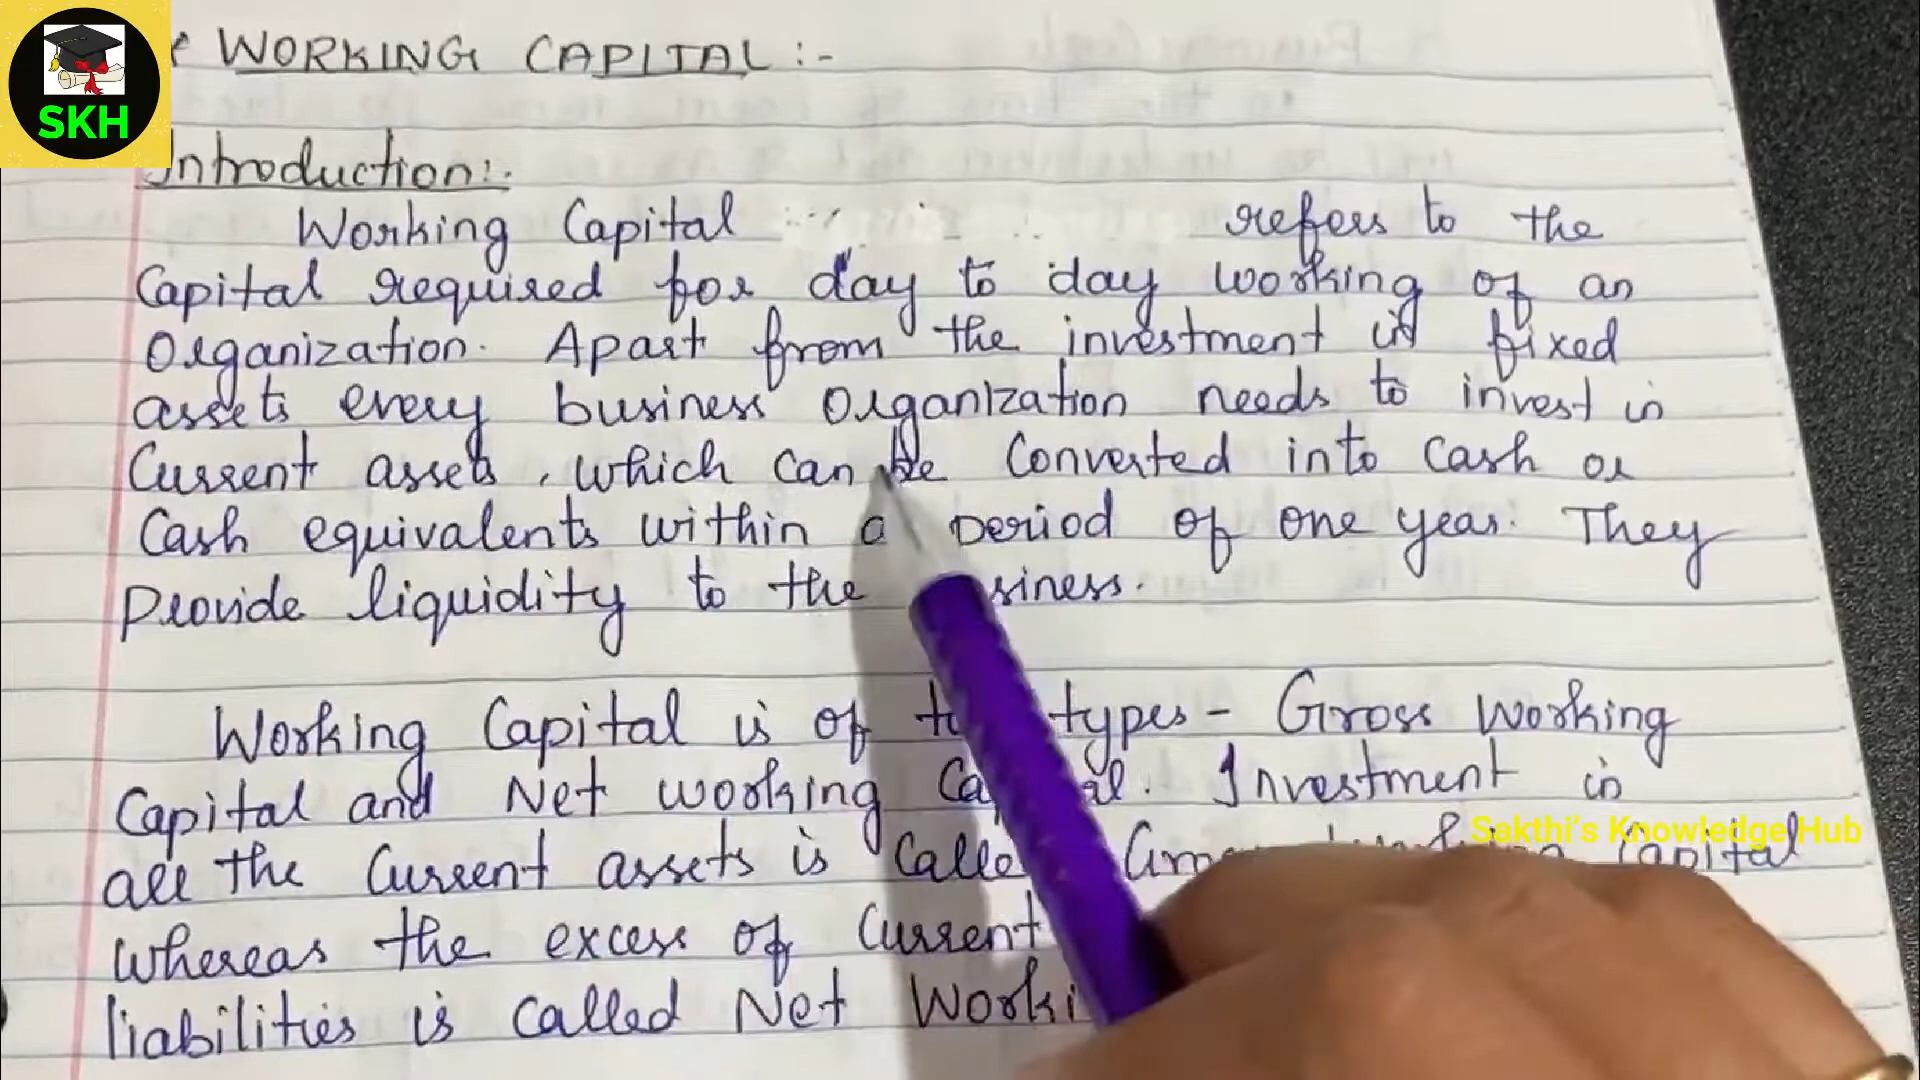 WORKING CAPITAL :-
SKH
Introduction:-
Working Capital refers to the
Capital required for day to day working of an
Organization. Apart from the investment in fixed
assets every business organization needs to invest in
Current assets, which can be Converted into Cash or
Cash equivalents within a period of one year. They
Provide liquidity to the
Working Capital is of types - Gross Working
Capital and Net working Investment in
Sakthi's Knowledge Hub
all the Current assets is Capital
whereas the excess of Current
liabilities is called Net